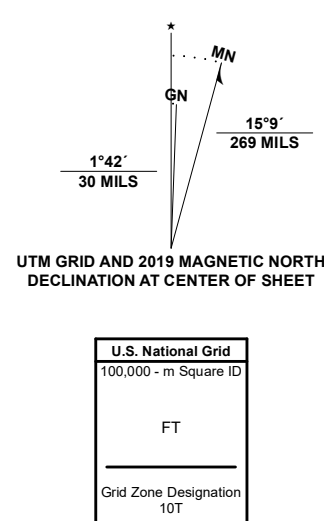 MN
GN
15°9´
269 MILS
1°42´
30 MILS
UTM GRID AND 2019 MAGNETIC NORTH
DECLINATION AT CENTER OF SHEET
U.S. National Grid
100,000 - m Square ID
FT
Grid Zone Designation
10T